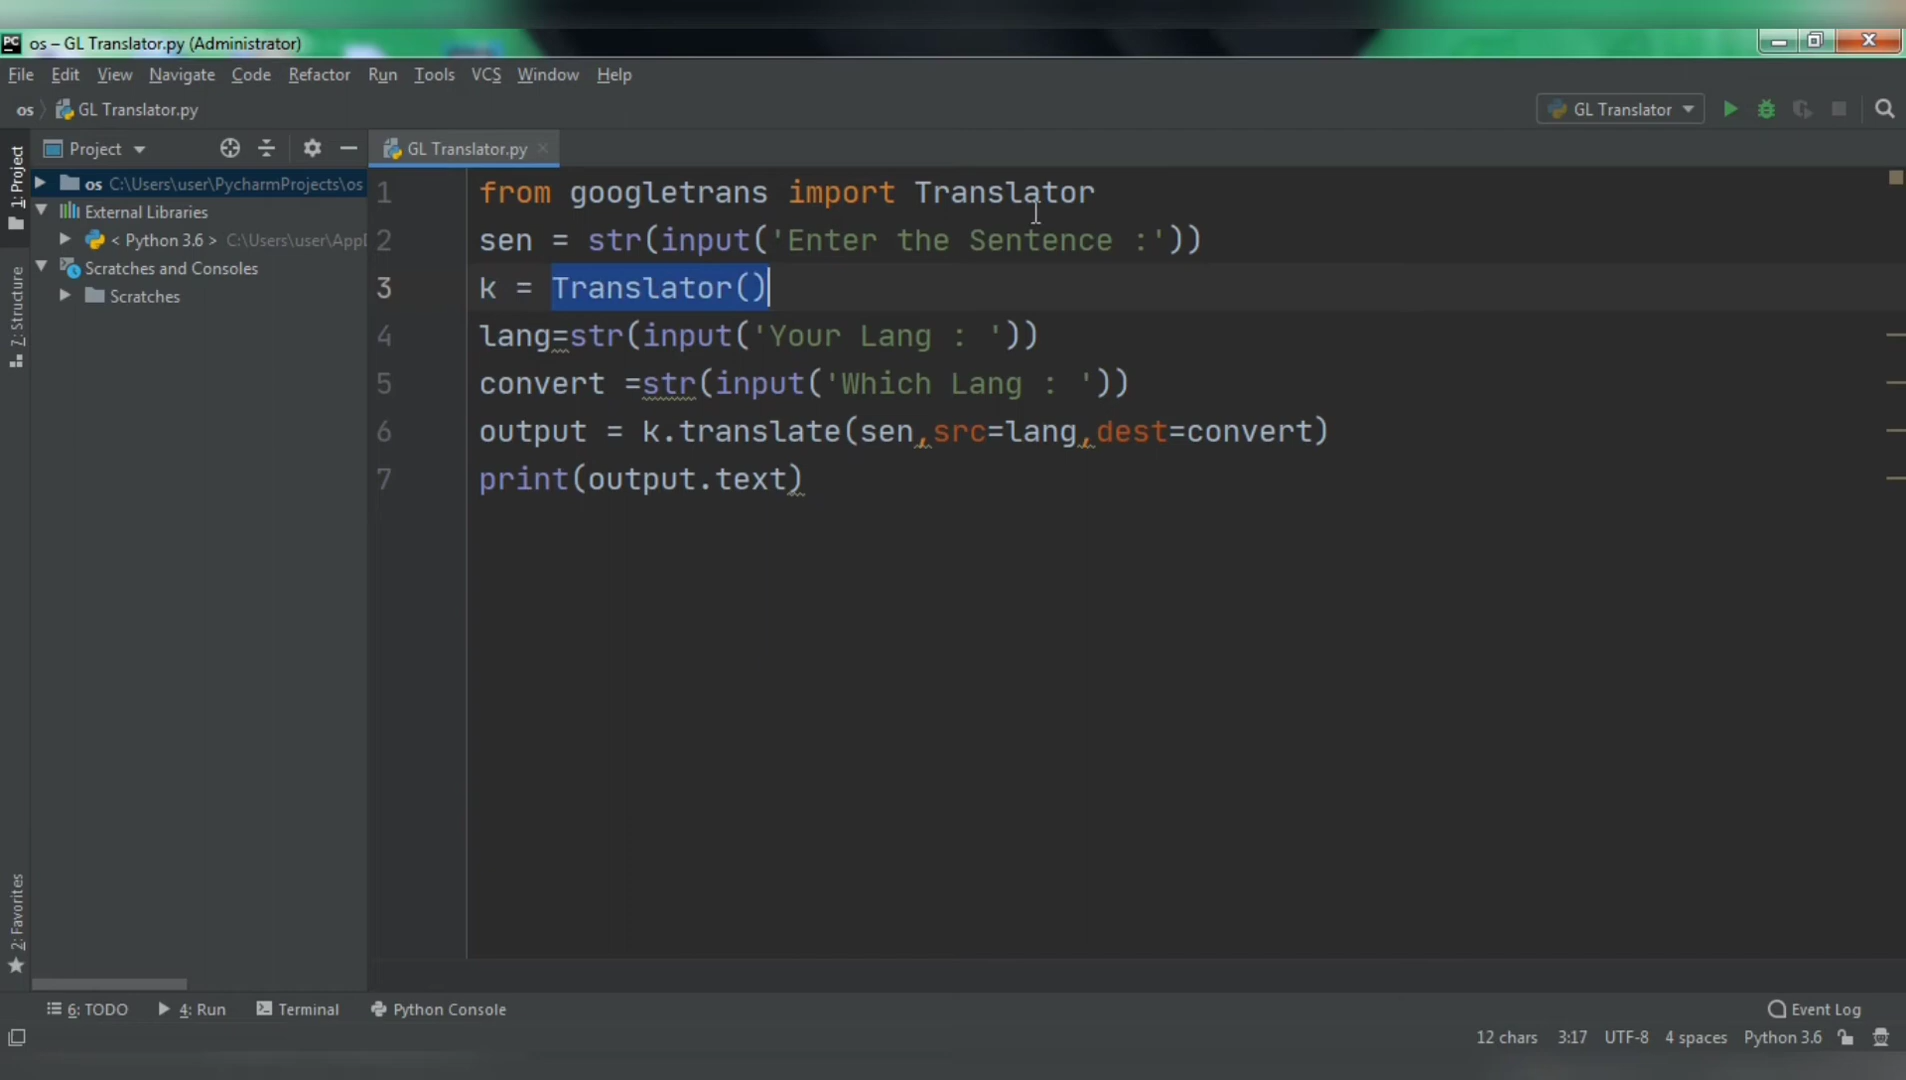 os – GL Translator.py (Administrator)
File Edit View Navigate Code Refactor Run Tools VCS Window Help
os GL Translator.py
GL Translator
1: Project
7: Structure
2: Favorites
Project
os C:\Users\user\PycharmProjects\os
External Libraries
< Python 3.6 > C:\Users\user\AppD
Scratches and Consoles
Scratches
GL Translator.py
1 from googletrans import Translator
2 sen = str(input('Enter the Sentence :'))
3 k = Translator()
4 lang=str(input('Your Lang : '))
5 convert =str(input('Which Lang : '))
6 output = k.translate(sen,src=lang,dest=convert)
7 print(output.text)
6: TODO 4: Run Terminal Python Console Event Log
12 chars 3:17 UTF-8 4 spaces Python 3.6